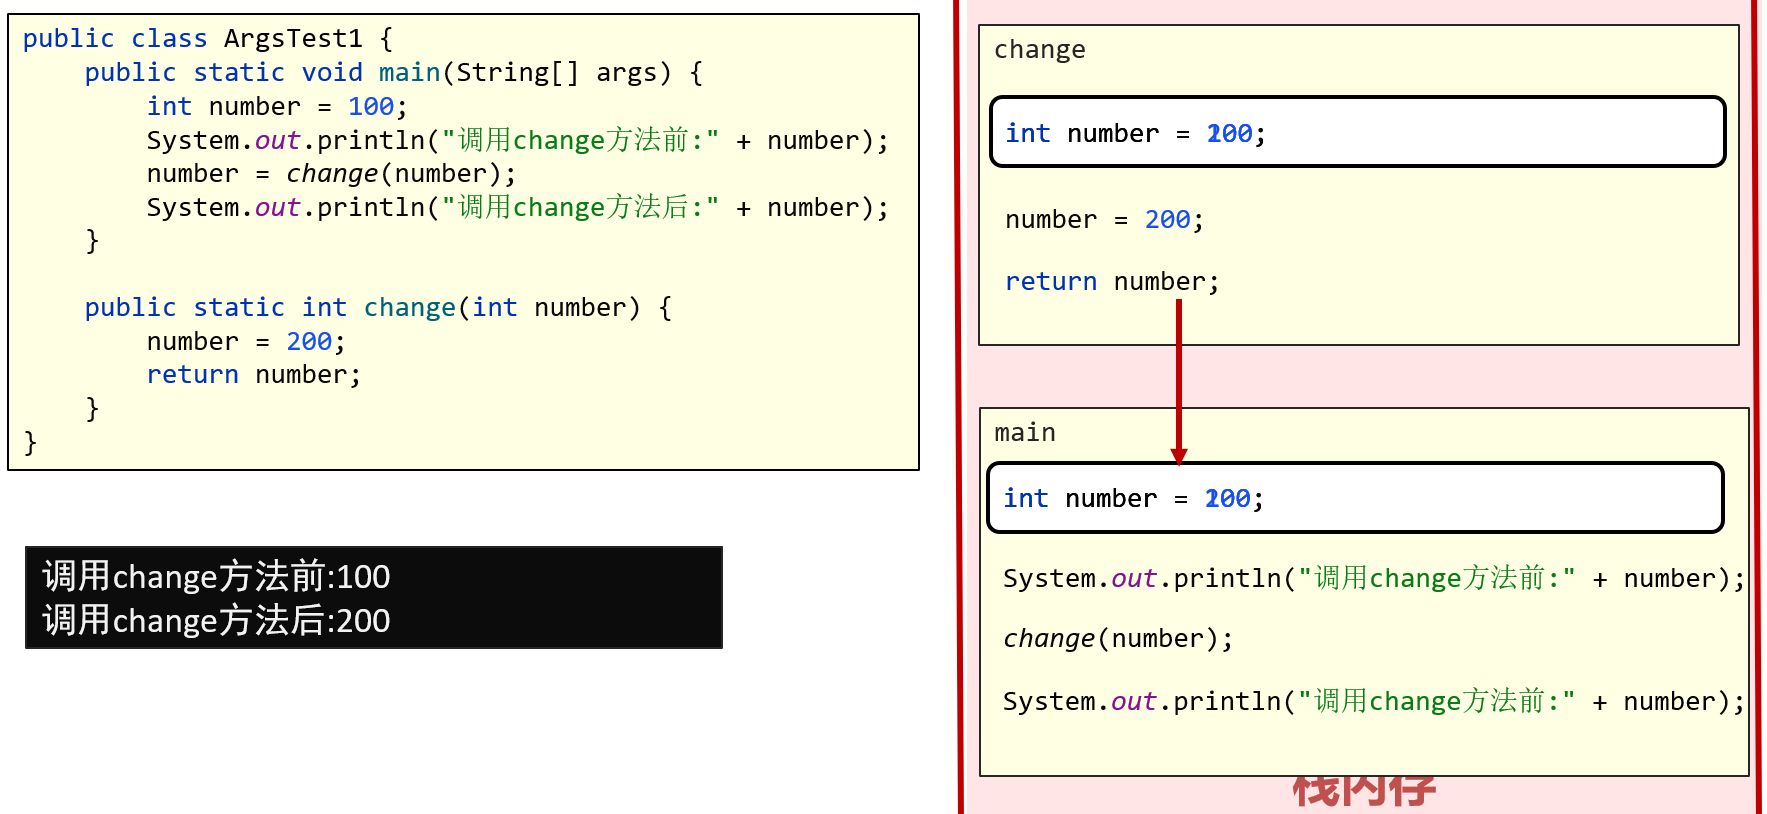 public class ArgsTest1 {
public static void main(String[] args) {
int number = 100;
System.out.println("调用change方法前:" + number);
number = change(number);
System.out.println("调用change方法后:" + number);
}
public static int change(int number) {
number = 200;
return number;
}
}
调用change方法前:100
调用change方法后:200
change
int number = 00;
number = 200;
return number;
main
int number = 00;
System.out.println("调用change方法前:" + number);
change(number);
System.out.println("调用change方法前:" + number);
栈内存